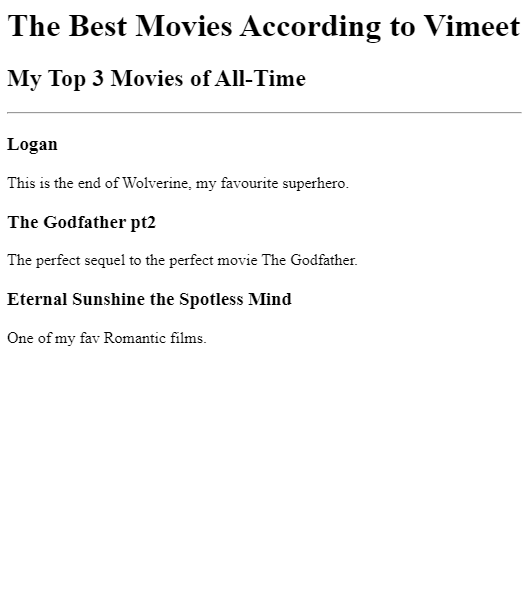 The Best Movies According to Vimeet
My Top 3 Movies of All-Time
Logan
This is the end of Wolverine, my favourite superhero.
The Godfather pt2
The perfect sequel to the perfect movie The Godfather.
Eternal Sunshine the Spotless Mind
One of my fav Romantic films.